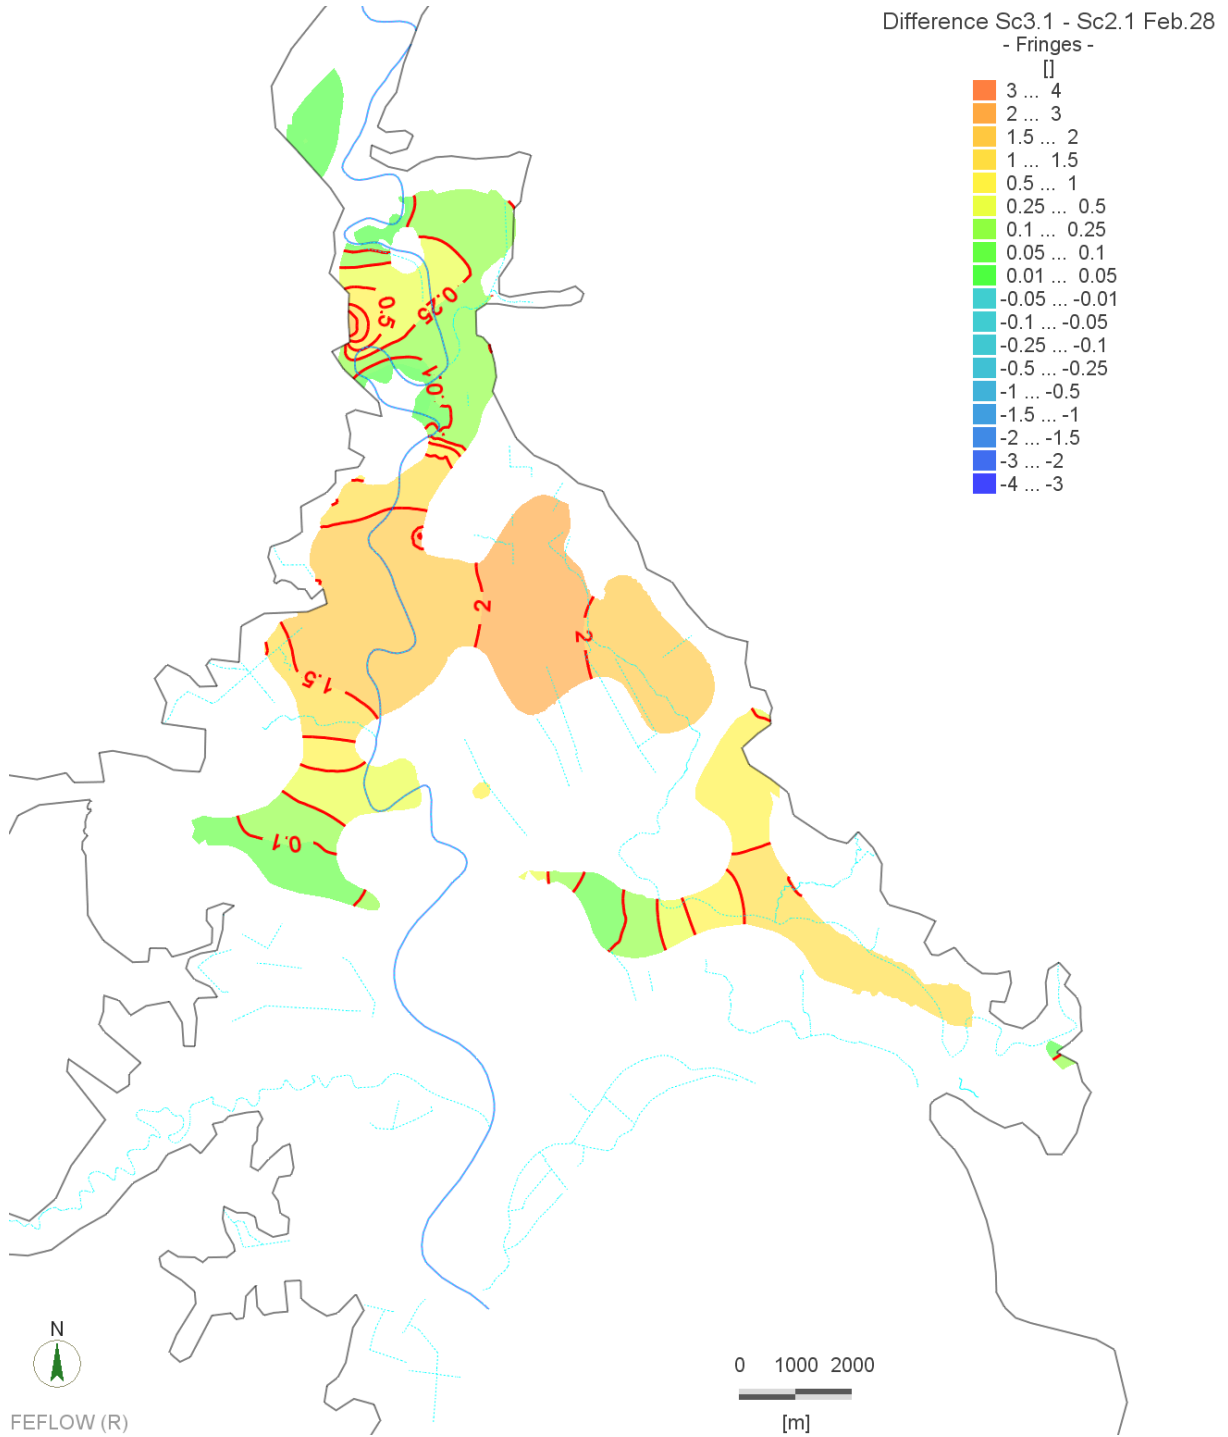 Difference Sc3.1 - Sc2.1 Feb.28
- Fringes -
[]
3 ... 4
2 ... 3
1.5 ... 2
1 ... 1.5
0.5 ... 1
0.25 ... 0.5
0.1 ... 0.25
0.05 ... 0.1
0.01 ... 0.05
-0.05 ... -0.01
-0.1 ... -0.05
-0.25 ... -0.1
-0.5 ... -0.25
-1 ... -0.5
-1.5 ... -1
-2 ... -1.5
-3 ... -2
-4 ... -3
0.5
0.25
0.1
2
2
1.5
0.1
N
0 1000 2000
[m]
FEFLOW (R)